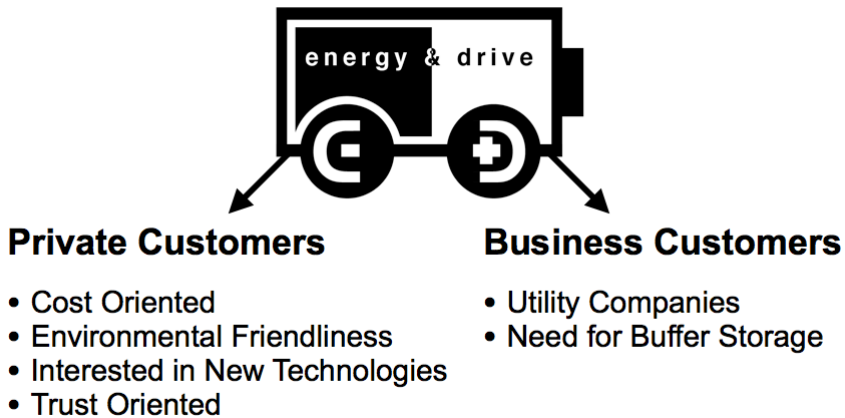 energy & drive
Private Customers
• Cost Oriented
• Environmental Friendliness
• Interested in New Technologies
• Trust Oriented
Business Customers
• Utility Companies
• Need for Buffer Storage